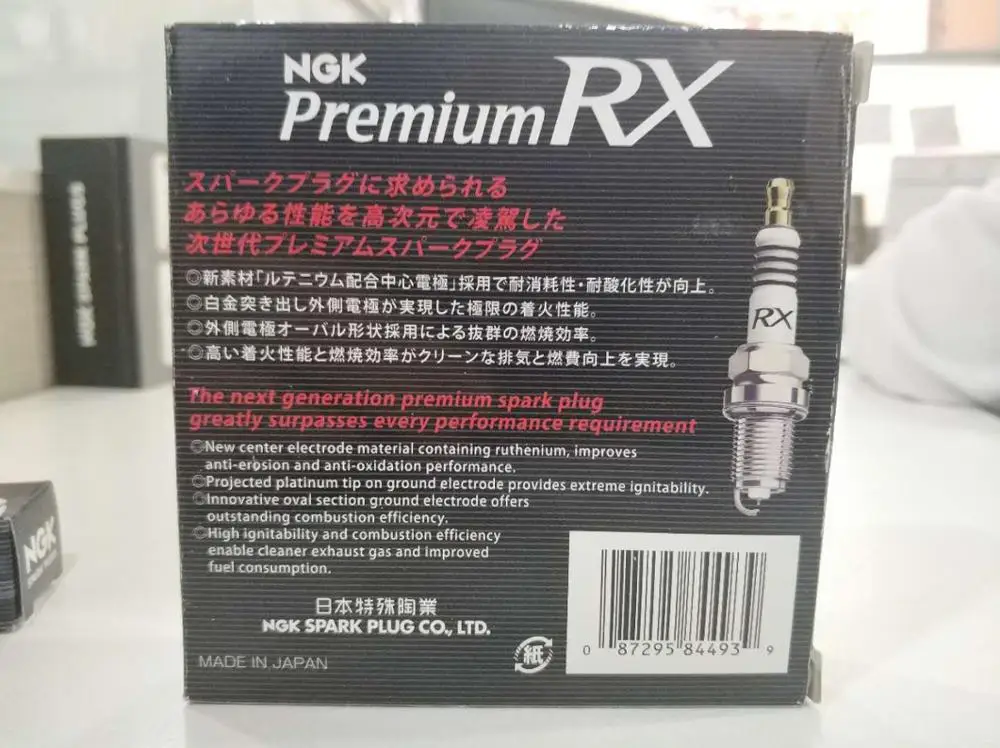 NGK
Premium RX
スパークプラグに求められる
あらゆる性能を高次元で凌駕した
次世代プレミアムスパークプラグ
◎新素材「ルテニウム配合中心電極」採用で耐消耗性・耐酸化性が向上。
◎白金突き出し外側電極が実現した極限の着火性能。
◎外側電極オーバル形状採用による抜群の燃焼効率。
◎高い着火性能と燃焼効率がクリーンな排気と燃費向上を実現。
RX
The next generation premium spark plug
greatly surpasses every performance requirement
◎New center electrode material containing ruthenium, improves
anti-erosion and anti-oxidation performance.
◎Projected platinum tip on ground electrode provides extreme ignitability.
◎Innovative oval section ground electrode offers
outstanding combustion efficiency.
◎High ignitability and combustion efficiency
enable cleaner exhaust gas and improved
fuel consumption.
日本特殊陶業
NGK SPARK PLUG CO., LTD.
紙
MADE IN JAPAN
0 87295 84493 9
NGK